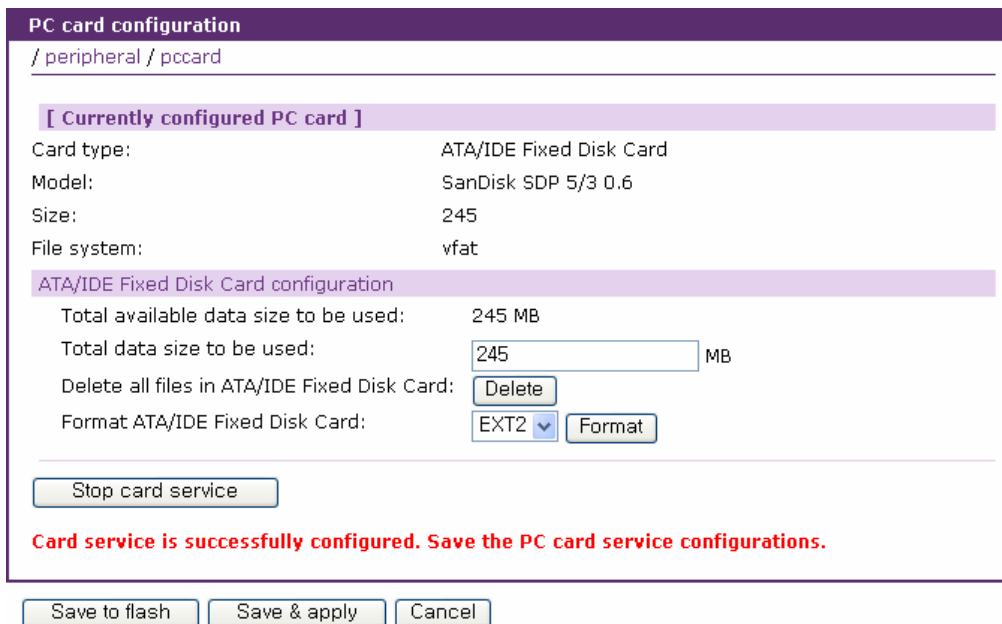 PC card configuration
/ peripheral / pccard
[ Currently configured PC card ]
Card type: ATA/IDE Fixed Disk Card
Model: SanDisk SDP 5/3 0.6
Size: 245
File system: vfat
ATA/IDE Fixed Disk Card configuration
Total available data size to be used: 245 MB
Total data size to be used: 245 MB
Delete all files in ATA/IDE Fixed Disk Card: Delete
Format ATA/IDE Fixed Disk Card: EXT2 Format
Stop card service
Card service is successfully configured. Save the PC card service configurations.
Save to flash Save & apply Cancel